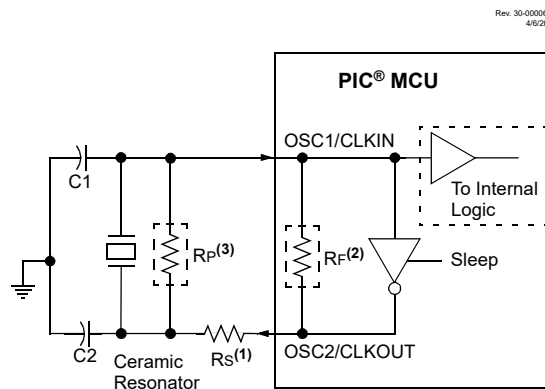 Rev. 30-00006
4/6/20
PIC® MCU
OSC1/CLKIN
C1
To Internal
Logic
RP(3)
RF(2)
Sleep
C2
Ceramic
Resonator
RS(1)
OSC2/CLKOUT